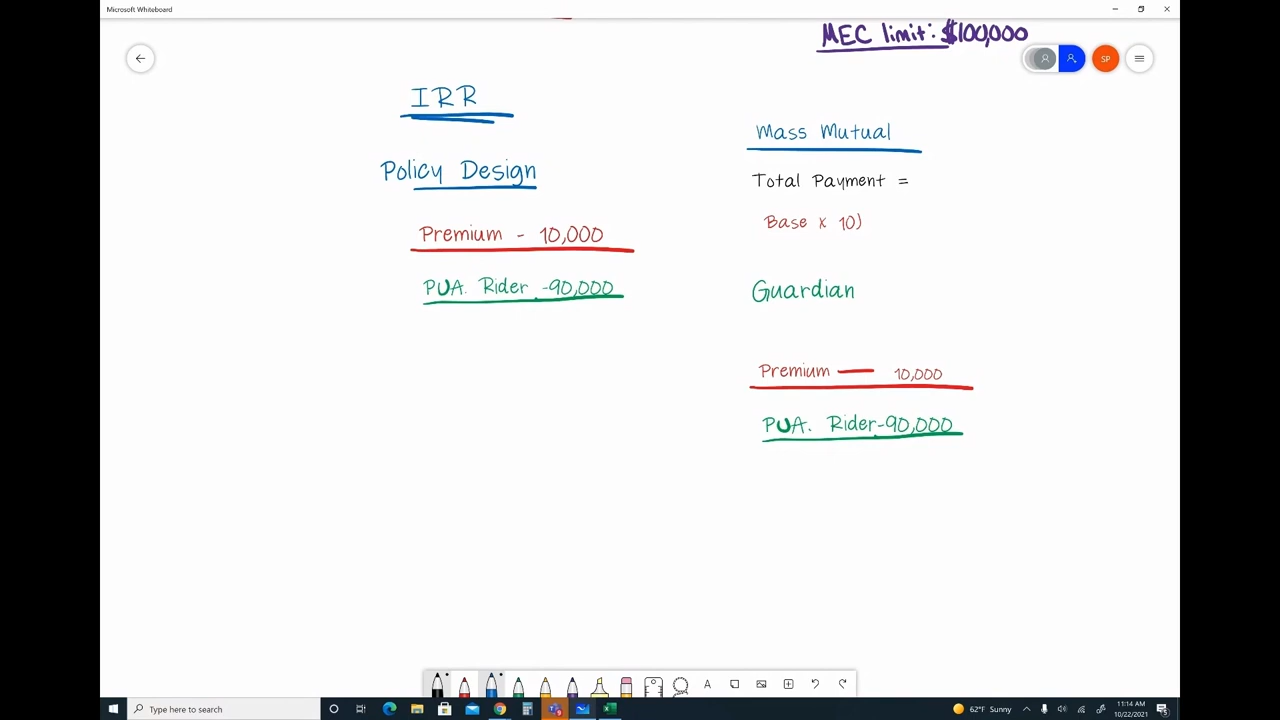 Microsoft Whiteboard
MEC limit: $100,000
SP
IRR
Policy Design
Premium - 10,000
PUA. Rider -90,000
Mass Mutual
Total Payment =
Base x 10)
Guardian
Premium — 10,000
PUA. Rider-90,000
A
Type here to search
62°F Sunny
11:14 AM
10/22/2021
5